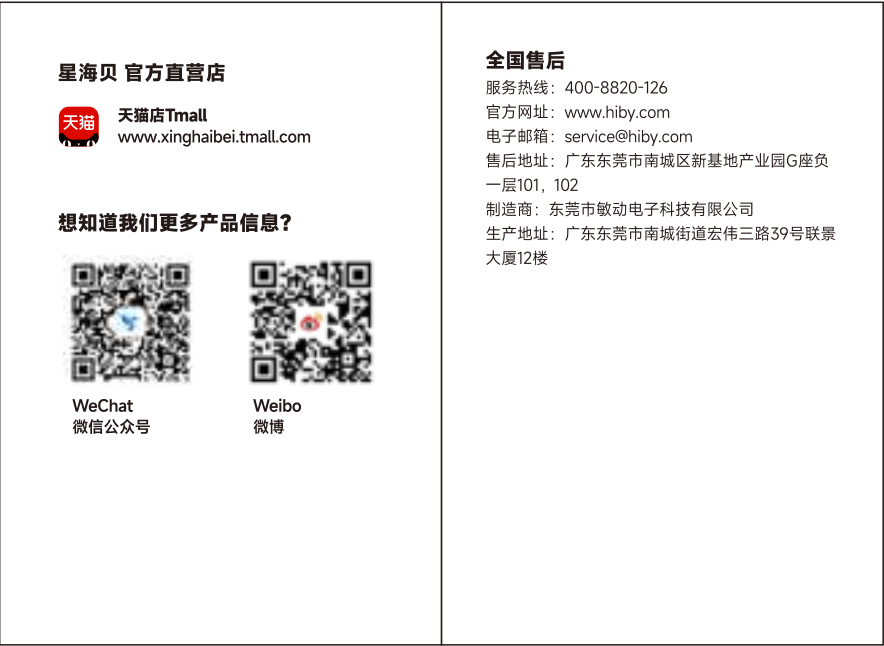 星海贝 官方直营店
天猫
天猫店Tmall
www.xinghaibei.tmall.com
想知道我们更多产品信息？
WeChat
微信公众号
Weibo
微博
全国售后
服务热线：400-8820-126
官方网址：www.hiby.com
电子邮箱：service@hiby.com
售后地址：广东东莞市南城区新基地产业园G座负
一层101，102
制造商：东莞市敏动电子科技有限公司
生产地址：广东东莞市南城街道宏伟三路39号联景
大厦12楼